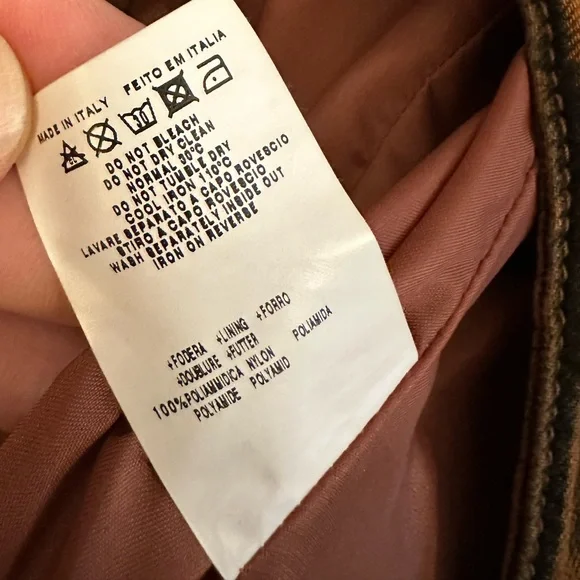 MADE IN ITALY FEITO EM ITALIA
DO NOT BLEACH
DO NOT DRY CLEAN
NORMAL 30°C
DO NOT TUMBLE DRY
COOL IRON 110°C
LAVARE SEPARATO A CAPO ROVESCIO
STIRO A CAPO ROVESCIO
WASH SEPARATELY INSIDE OUT
IRON ON REVERSE
+FODERA +LINING +FORRO
+DOUBLURE +FUTTER
100%POLIAMMIDICA NYLON POLIAMIDA
POLYAMIDE POLYAMID